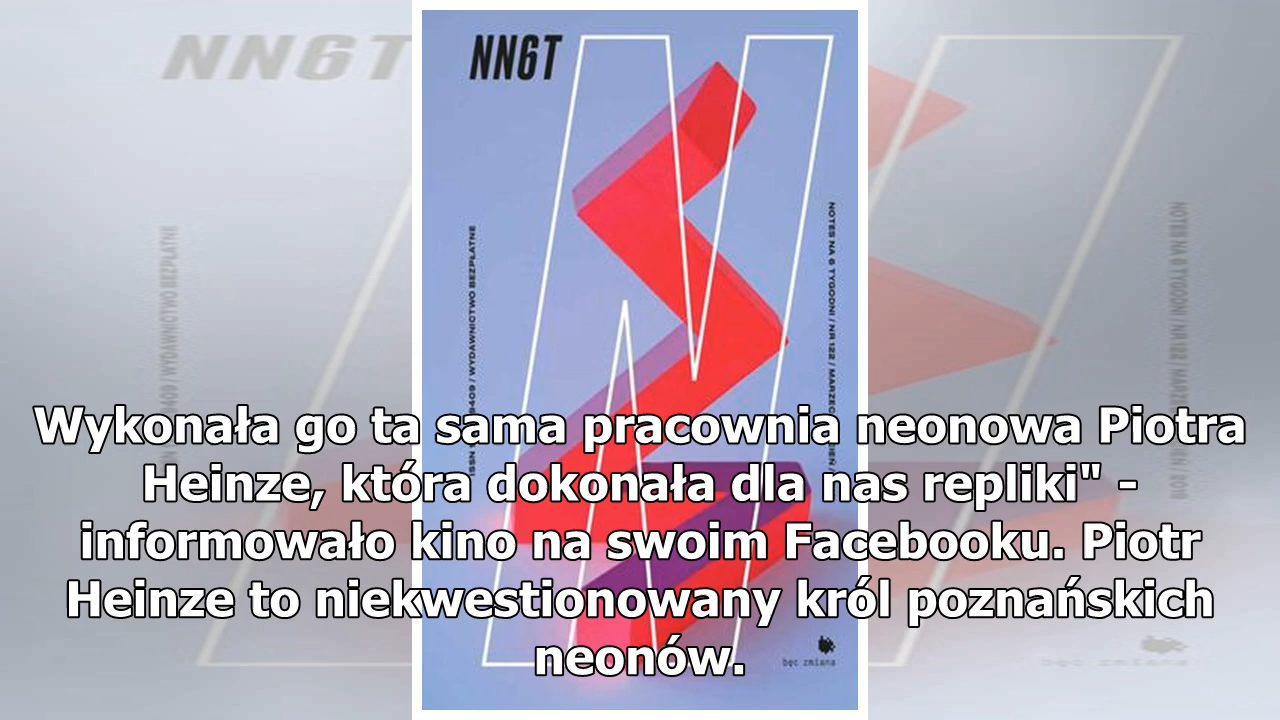 NN6T
NOTES NA 6 TYGODNI / NR 122 / MARZEC
WYDAWNICTWO BEZPŁATNE
Wykonała go ta sama pracownia neonowa Piotra
Heinze, która dokonała dla nas repliki" -
informowało kino na swoim Facebooku. Piotr
Heinze to niekwestionowany król poznańskich
neonów.
bęc zmiana